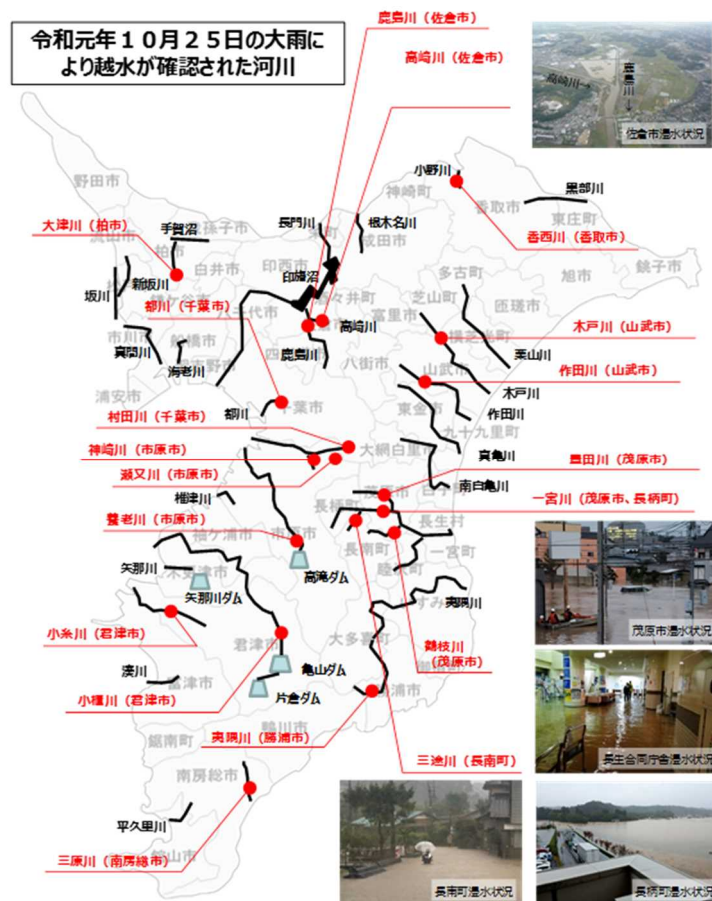 令和元年10月25日の大雨に
より越水が確認された河川
鹿島川（佐倉市）
高崎川（佐倉市）
高崎川→
鹿島川→
佐倉市浸水状況
小野川
黒部川
香西川（香取市）
野田市
神崎町
香取市
東庄町
大津川（柏市）
手賀沼
長門川
根木名川
成田市
銚子市
柏市
白井市
印西市
多古町
旭市
坂川
新坂川
印旛沼
富里市
芝山町
匝瑳市
都川（千葉市）
八千代市
高崎川
横芝光町
木戸川（山武市）
市川市
船橋市
真間川
海老川
鹿島川
八街市
山武市
栗山川
作田川（山武市）
浦安市
都川
千葉市
東金市
木戸川
作田川
村田川（千葉市）
大網白里市
九十九里町
真亀川
神崎川（市原市）
瀬又川（市原市）
豊田川（茂原市）
南白亀川
椎津川
茂原市
長柄町
一宮川（茂原市、長柄町）
養老川（市原市）
袖ケ浦市
市原市
長生村
長南町
一宮町
高滝ダム
睦沢町
矢那川
木更津市
矢那川ダム
いすみ市
夷隅川
茂原市浸水状況
小糸川（君津市）
大多喜町
鶴枝川
（茂原市）
君津市
亀山ダム
湊川
富津市
片倉ダム
小櫃川（君津市）
勝浦市
長生合同庁舎浸水状況
夷隅川（勝浦市）
鴨川市
鋸南町
三途川（長南町）
南房総市
平久里川
館山市
三原川（南房総市）
長南町浸水状況
長柄町浸水状況